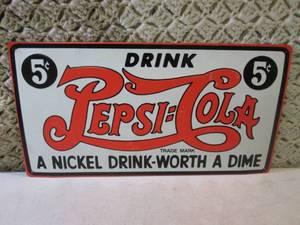 DRINK
5¢ 5¢
PEPSI=COLA
TRADE MARK
A NICKEL DRINK-WORTH A DIME